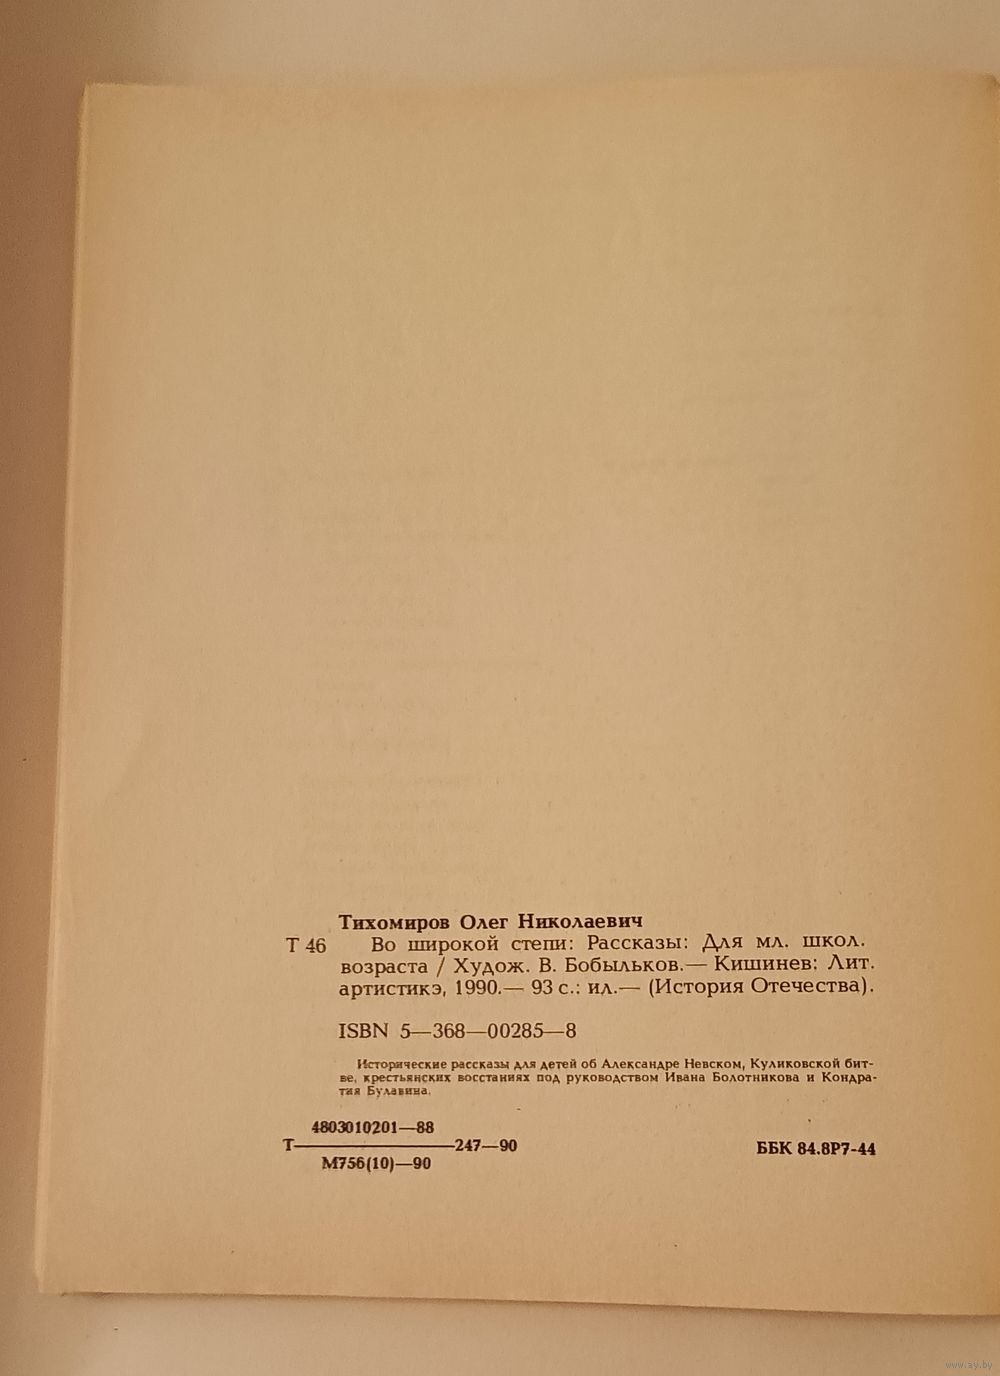 Тихомиров Олег Николаевич
Т 46 Во широкой степи: Рассказы: Для мл. школ.
возраста / Худож. В. Бобыльков.— Кишинев: Лит.
артистикэ, 1990.— 93 с.: ил.— (История Отечества).
ISBN 5—368—00285—8
Исторические рассказы для детей об Александре Невском, Куликовской бит-
ве, крестьянских восстаниях под руководством Ивана Болотникова и Кондра-
тия Булавина.
4803010201—88
Т————————247—90
М756(10)—90
ББК 84.8Р7-44
www.ay.by